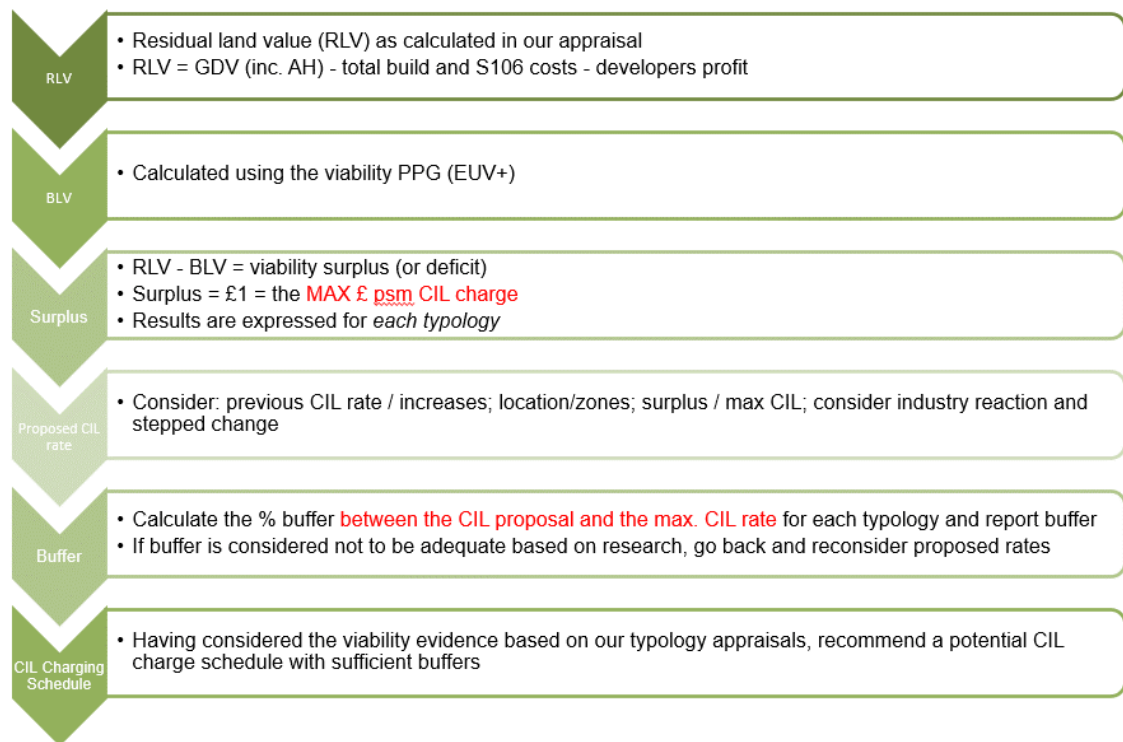 RLV
• Residual land value (RLV) as calculated in our appraisal
• RLV = GDV (inc. AH) - total build and S106 costs - developers profit
BLV
• Calculated using the viability PPG (EUV+)
Surplus
• RLV - BLV = viability surplus (or deficit)
• Surplus = £1 = the MAX £ psm CIL charge
• Results are expressed for each typology
Proposed CIL
rate
• Consider: previous CIL rate / increases; location/zones; surplus / max CIL; consider industry reaction and
stepped change
Buffer
• Calculate the % buffer between the CIL proposal and the max. CIL rate for each typology and report buffer
• If buffer is considered not to be adequate based on research, go back and reconsider proposed rates
CIL Charging
Schedule
• Having considered the viability evidence based on our typology appraisals, recommend a potential CIL
charge schedule with sufficient buffers